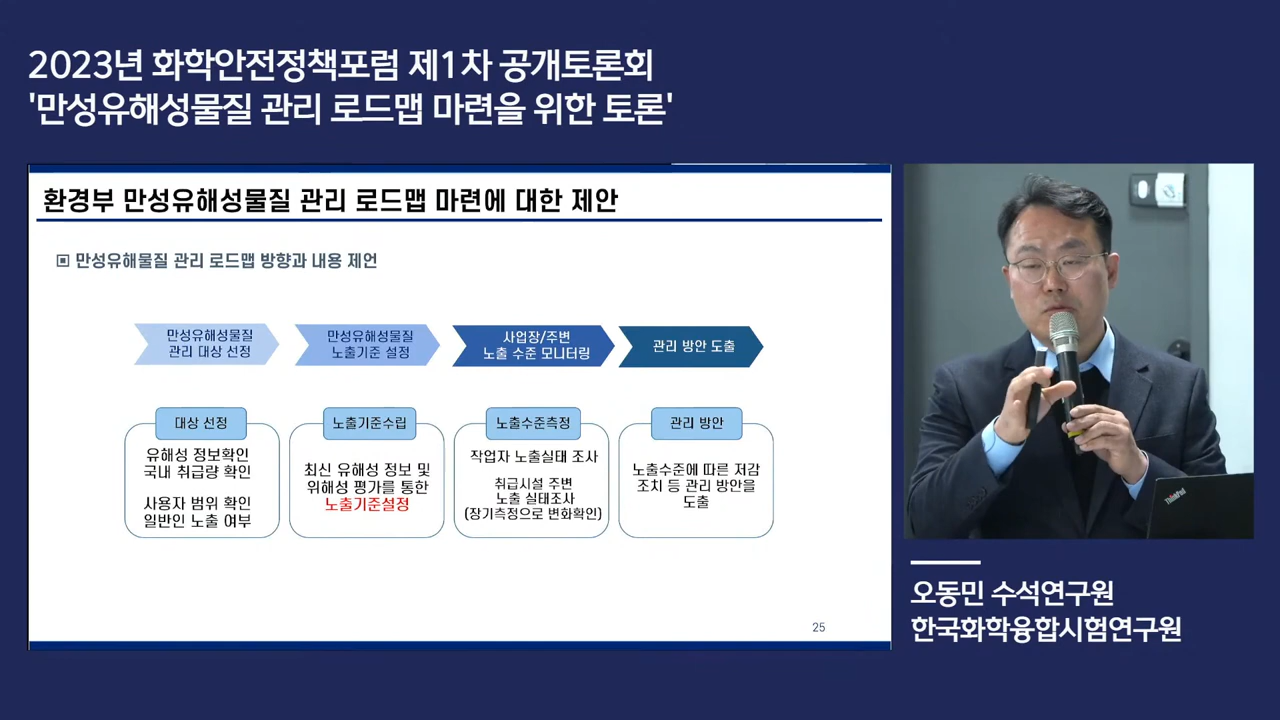 2023년 화학안전정책포럼 제1차 공개토론회
'만성유해성물질 관리 로드맵 마련을 위한 토론'
환경부 만성유해성물질 관리 로드맵 마련에 대한 제안
▣ 만성유해물질 관리 로드맵 방향과 내용 제언
만성유해성물질
관리 대상 선정
만성유해성물질
노출기준 설정
사업장/주변
노출 수준 모니터링
관리 방안 도출
대상 선정
유해성 정보확인
국내 취급량 확인
사용자 범위 확인
일반인 노출 여부
노출기준수립
최신 유해성 정보 및
위해성 평가를 통한
노출기준설정
노출수준측정
작업자 노출실태 조사
취급시설 주변
노출 실태조사
(장기측정으로 변화확인)
관리 방안
노출수준에 따른 저감
조치 등 관리 방안을
도출
25
ThinkPad
오동민 수석연구원
한국화학융합시험연구원